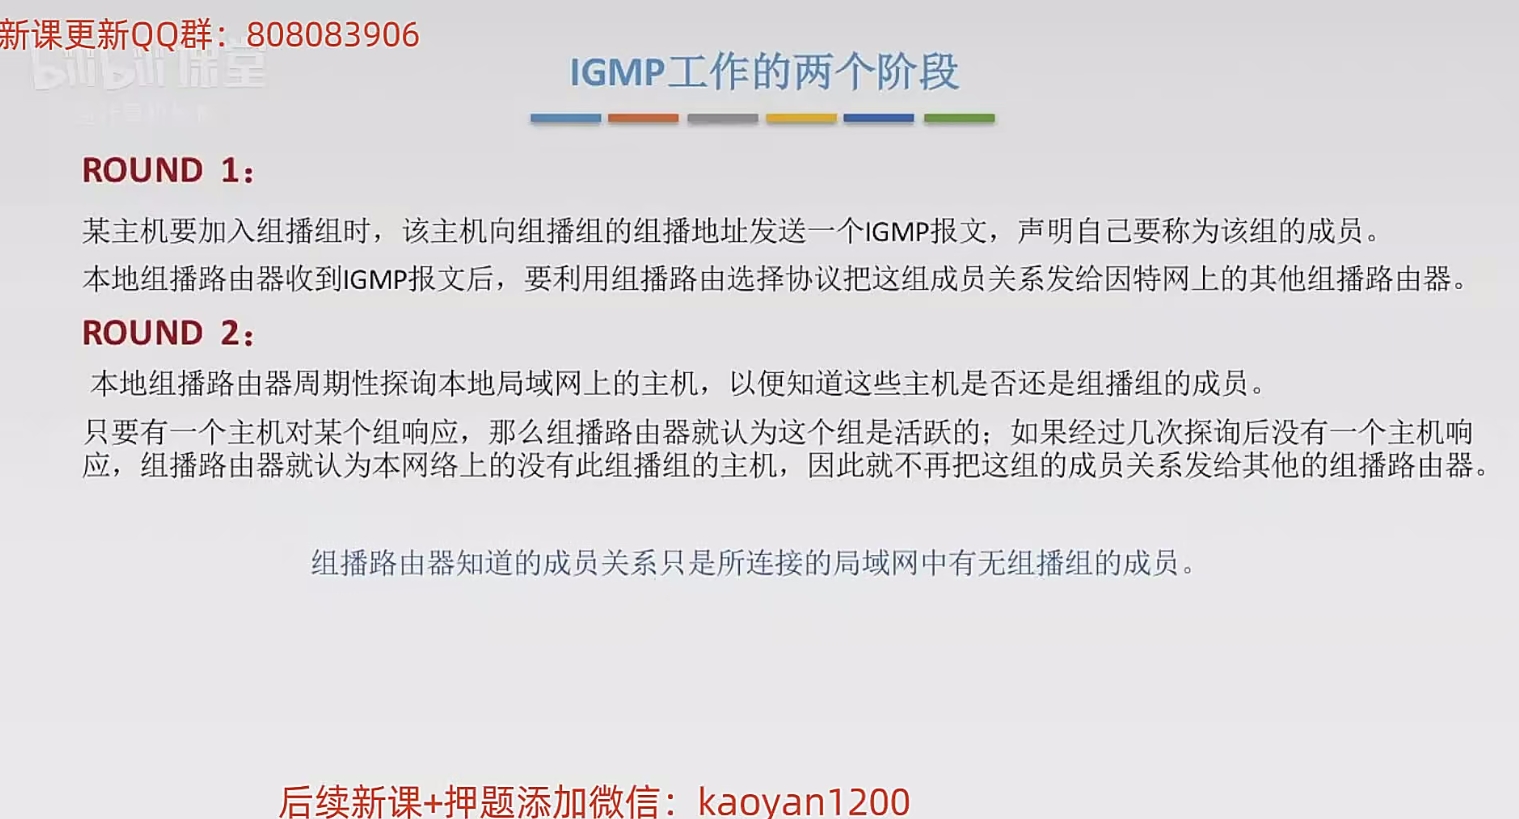 新课更新QQ群：808083906
bilibili课堂
IGMP工作的两个阶段
ROUND 1：
某主机要加入组播组时，该主机向组播组的组播地址发送一个IGMP报文，声明自己要称为该组的成员。
本地组播路由器收到IGMP报文后，要利用组播路由选择协议把这组成员关系发给因特网上的其他组播路由器。
ROUND 2：
本地组播路由器周期性探询本地局域网上的主机，以便知道这些主机是否还是组播组的成员。
只要有一个主机对某个组响应，那么组播路由器就认为这个组是活跃的；如果经过几次探询后没有一个主机响
应，组播路由器就认为本网络上的没有此组播组的主机，因此就不再把这组的成员关系发给其他的组播路由器。
组播路由器知道的成员关系只是所连接的局域网中有无组播组的成员。
后续新课+押题添加微信：kaoyan1200